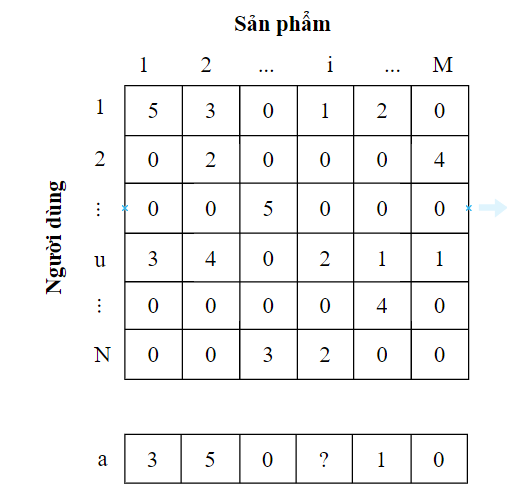 Sản phẩm
1 2 ... i ... M
Người dùng
1 5 3 0 1 2 0
2 0 2 0 0 0 4
⋮ 0 0 5 0 0 0
u 3 4 0 2 1 1
⋮ 0 0 0 0 4 0
N 0 0 3 2 0 0
a 3 5 0 ? 1 0